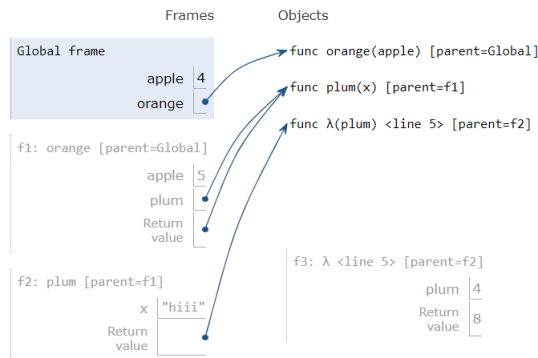 Frames Objects
Global frame
apple 4
orange
func orange(apple) [parent=Global]
func plum(x) [parent=f1]
func λ(plum) <line 5> [parent=f2]
f1: orange [parent=Global]
apple 5
plum
Return
value
f2: plum [parent=f1]
x "hiii"
Return
value
f3: λ <line 5> [parent=f2]
plum 4
Return
value 8